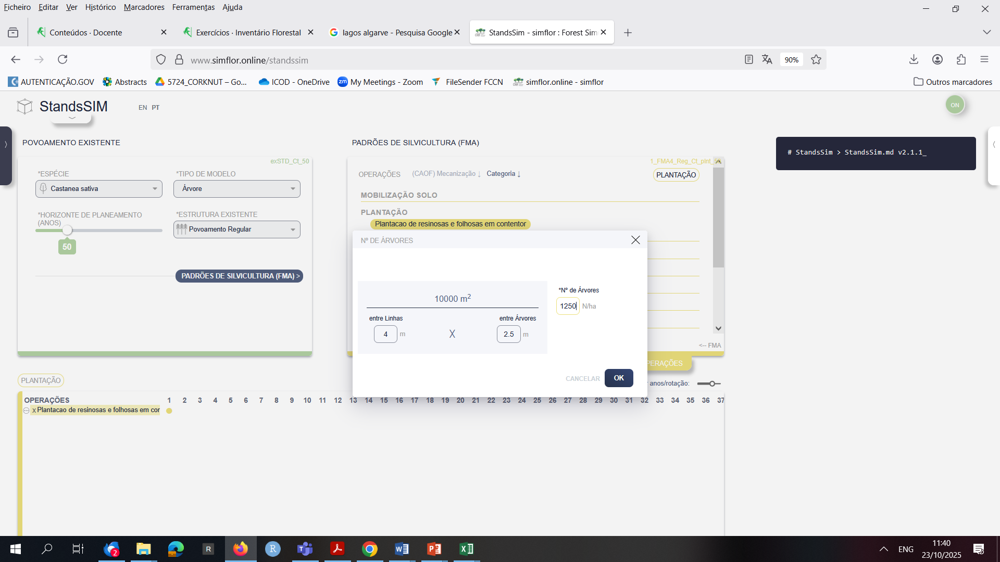 Ficheiro Editar Ver Histórico Marcadores Ferramentas Ajuda
Conteúdos · Docente
Exercícios · Inventário Florestal
lagos algarve - Pesquisa Google
StandsSim - simflor : Forest Sim
www.simflor.online/standssim
90%
AUTENTICAÇÃO.GOV
Abstracts
5724_CORKNUT – Go...
ICOD - OneDrive
zm My Meetings - Zoom
FileSender FCCN
simflor.online - simflor
Outros marcadores
StandsSIM
EN PT
ON
POVOAMENTO EXISTENTE
exSTD_Ct_50
*ESPÉCIE
Castanea sativa
*TIPO DE MODELO
Árvore
*HORIZONTE DE PLANEAMENTO
(ANOS)
50
*ESTRUTURA EXISTENTE
Povoamento Regular
PADRÕES DE SILVICULTURA (FMA) >
PADRÕES DE SILVICULTURA (FMA)
1_FMA4_Reg_Ct_plnt_
OPERAÇÕES (CAOF) Mecanização ↓ Categoria ↓
PLANTAÇÃO
MOBILIZAÇÃO SOLO
PLANTAÇÃO
Plantacao de resinosas e folhosas em contentor
<-- FMA
PERAÇÕES
anos/rotação:
# StandsSim > StandsSim.md v2.1.1_
Nº DE ÁRVORES
10000 m²
entre Linhas
4 m
X
entre Árvores
2.5 m
*Nº de Árvores
1250 N/ha
CANCELAR OK
PLANTAÇÃO
OPERAÇÕES 1 2 3 4 5 6 7 8 9 10 11 12 13 14 15 16 17 18 19 20 21 22 23 24 25 26 27 28 29 30 31 32 33 34 35 36 37
x Plantacao de resinosas e folhosas em cor
2
R
R
ENG
11:40
23/10/2025